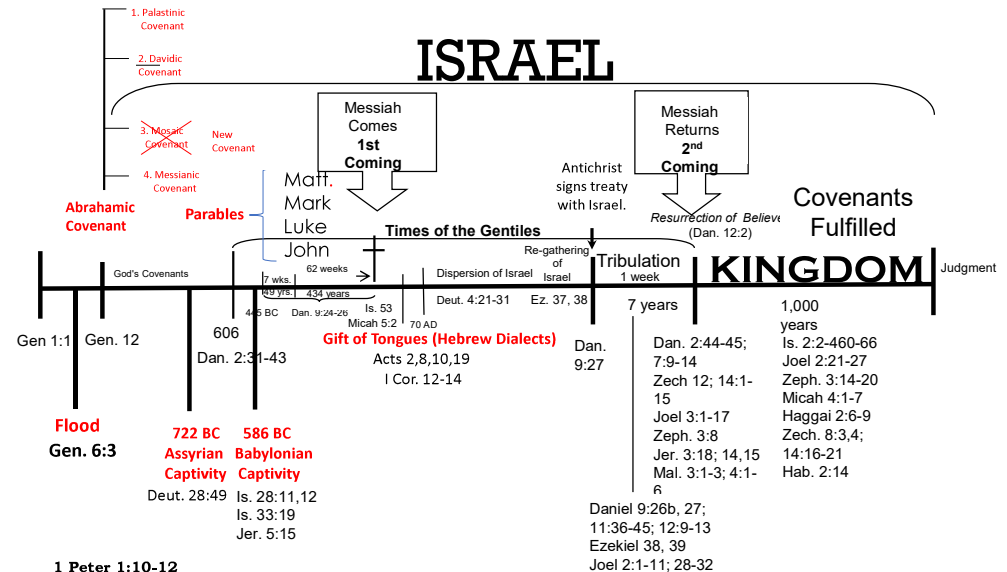 1. Palastinic
Covenant
2. Davidic
Covenant
3. Mosaic
Covenant
New
Covenant
4. Messianic
Covenant
Abrahamic
Covenant
ISRAEL
Messiah
Comes
1st
Coming
Messiah
Returns
2nd
Coming
Parables
Matt.
Mark
Luke
John
Antichrist
signs treaty
with Israel.
Resurrection of Believe
(Dan. 12:2)
Covenants
Fulfilled
Times of the Gentiles
God's Covenants
7 wks.
49 yrs.
62 weeks
434 years
445 BC
Dan. 9:24-26
Is. 53
Micah 5:2
70 AD
Dispersion of Israel
Deut. 4:21-31
Re-gathering
of
Israel
Ez. 37, 38
Tribulation
1 week
7 years
KINGDOM
Judgment
1,000
years
Gen 1:1
Gen. 12
606
Dan. 2:31-43
Gift of Tongues (Hebrew Dialects)
Acts 2,8,10,19
I Cor. 12-14
Dan.
9:27
Dan. 2:44-45;
7:9-14
Zech 12; 14:1-
15
Joel 3:1-17
Zeph. 3:8
Jer. 3:18; 14,15
Mal. 3:1-3; 4:1-
6
Is. 2:2-460-66
Joel 2:21-27
Zeph. 3:14-20
Micah 4:1-7
Haggai 2:6-9
Zech. 8:3,4;
14:16-21
Hab. 2:14
Flood
Gen. 6:3
722 BC
Assyrian
Captivity
Deut. 28:49
586 BC
Babylonian
Captivity
Is. 28:11,12
Is. 33:19
Jer. 5:15
Daniel 9:26b, 27;
11:36-45; 12:9-13
Ezekiel 38, 39
Joel 2:1-11; 28-32
1 Peter 1:10-12